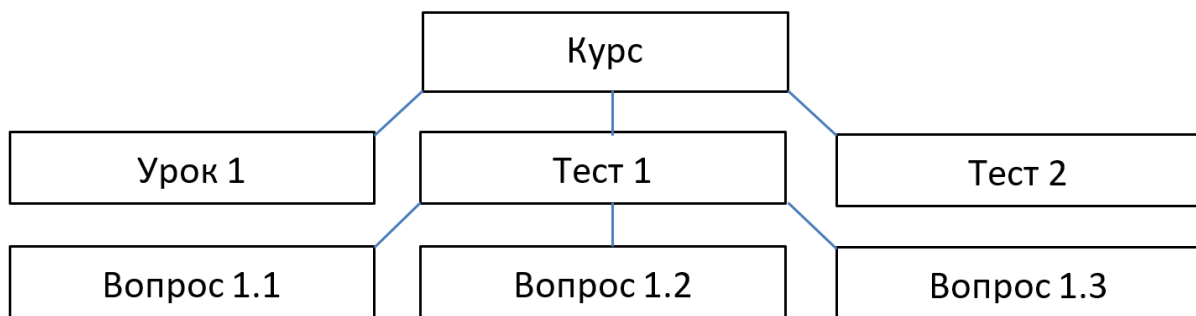 Курс
Урок 1
Тест 1
Тест 2
Вопрос 1.1
Вопрос 1.2
Вопрос 1.3